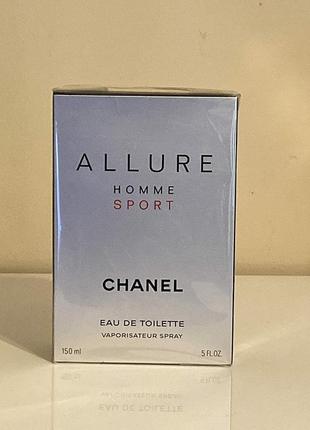 ALLURE
HOMME
SPORT
CHANEL
EAU DE TOILETTE
VAPORISATEUR SPRAY
150 ml 5 FL.OZ.